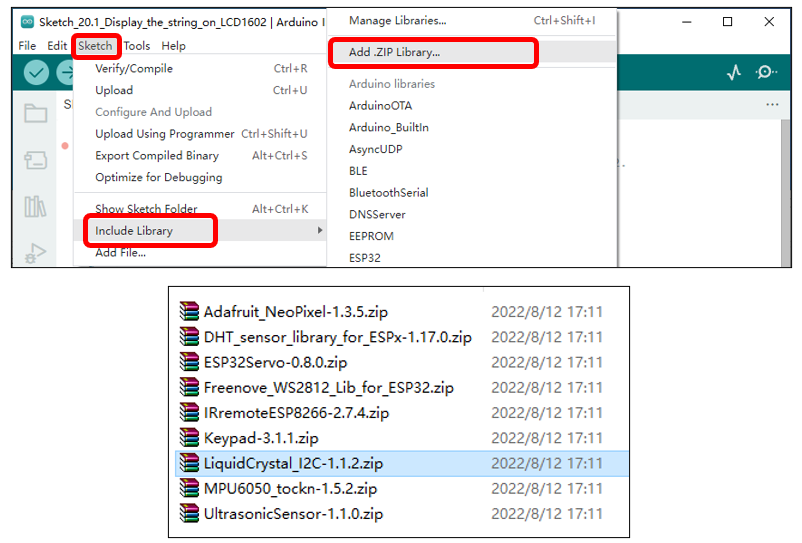 Sketch_20.1_Display_the_string_on_LCD1602 | Arduino I
File Edit Sketch Tools Help
Verify/Compile Ctrl+R
Upload Ctrl+U
Configure And Upload
Upload Using Programmer Ctrl+Shift+U
Export Compiled Binary Alt+Ctrl+S
Optimize for Debugging
Show Sketch Folder Alt+Ctrl+K
Include Library
Add File...
Manage Libraries... Ctrl+Shift+I
Add .ZIP Library...
Arduino libraries
ArduinoOTA
Arduino_BuiltIn
AsyncUDP
BLE
BluetoothSerial
DNSServer
EEPROM
ESP32
Adafruit_NeoPixel-1.3.5.zip 2022/8/12 17:11
DHT_sensor_library_for_ESPx-1.17.0.zip 2022/8/12 17:11
ESP32Servo-0.8.0.zip 2022/8/12 17:11
Freenove_WS2812_Lib_for_ESP32.zip 2022/8/12 17:11
IRremoteESP8266-2.7.4.zip 2022/8/12 17:11
Keypad-3.1.1.zip 2022/8/12 17:11
LiquidCrystal_I2C-1.1.2.zip 2022/8/12 17:11
MPU6050_tockn-1.5.2.zip 2022/8/12 17:11
UltrasonicSensor-1.1.0.zip 2022/8/12 17:11